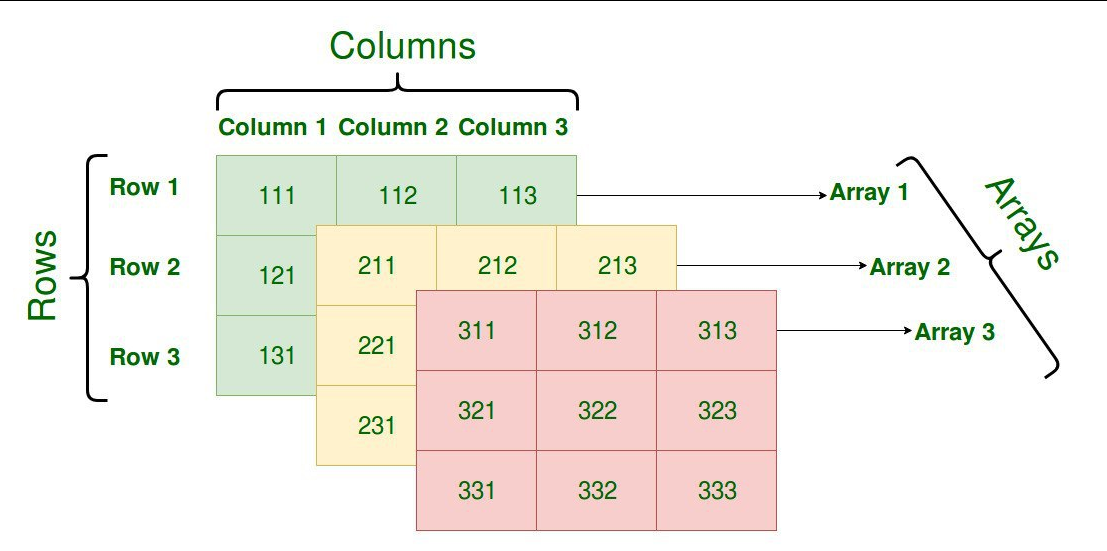 Columns
Column 1 Column 2 Column 3
Rows
Row 1
Row 2
Row 3
111 112 113
121
131
211 212 213
221
231
311 312 313
321 322 323
331 332 333
Array 1
Array 2
Array 3
Arrays